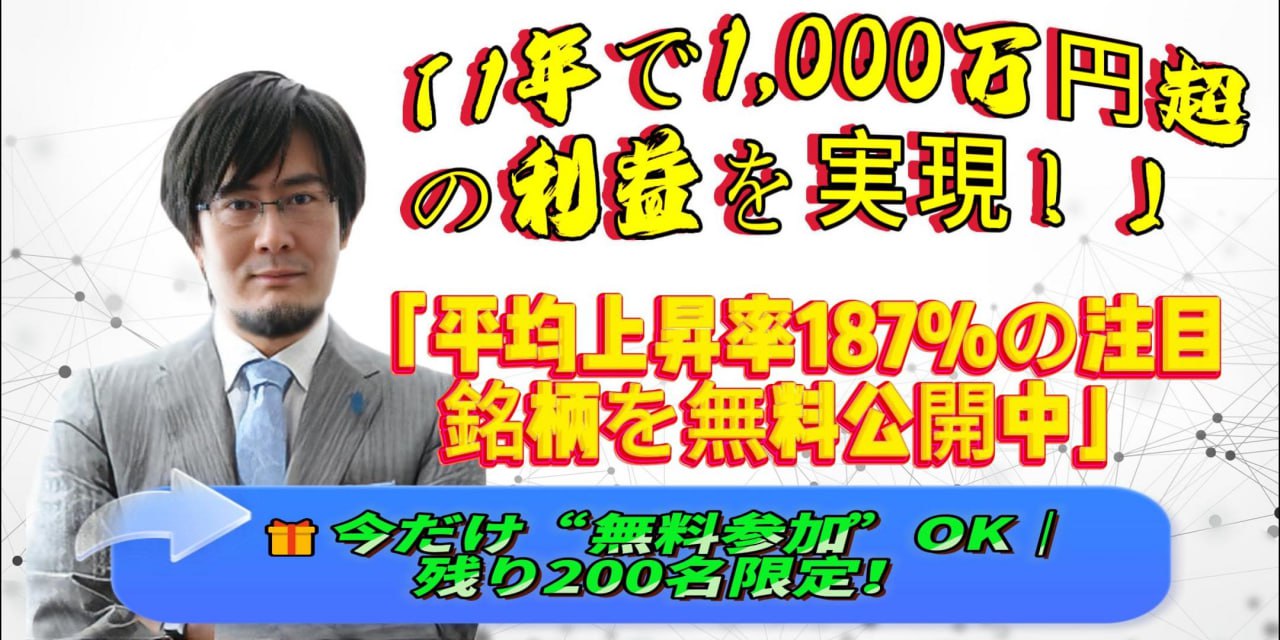 「1年で1,000万円超
の利益を実現！」
「平均上昇率187%の注目
銘柄を無料公開中」
🎁 今だけ“無料参加”OK｜
残り200名限定！